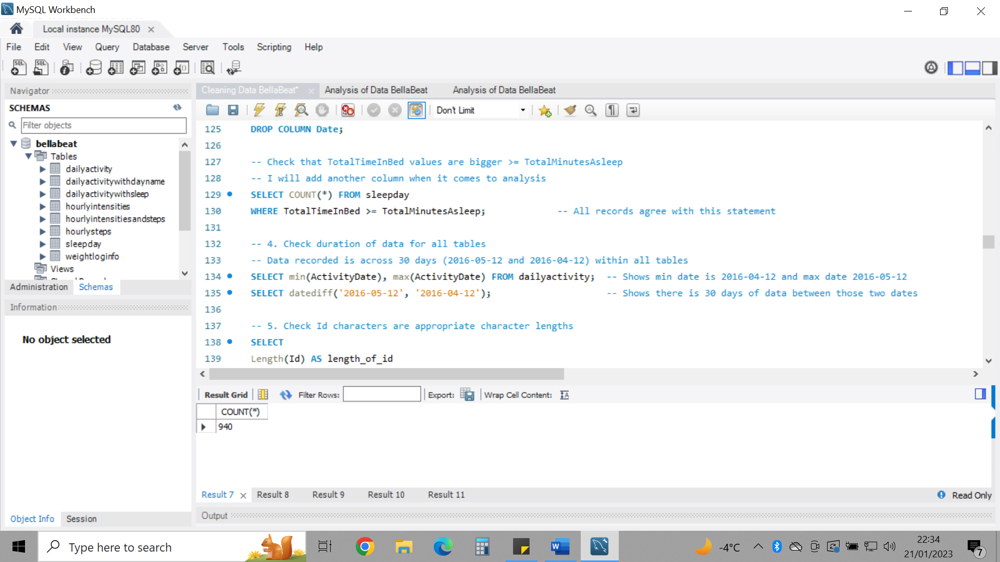 MySQL Workbench
Local instance MySQL80
File Edit View Query Database Server Tools Scripting Help
Navigator
SCHEMAS
Filter objects
bellabeat
Tables
dailyactivity
dailyactivitywithdayname
dailyactivitywithsleep
hourlyintensities
hourlyintensitiesandsteps
hourlysteps
sleepday
weightloginfo
Views
Administration Schemas
Information
No object selected
Object Info Session
Cleaning Data BellaBeat* Analysis of Data BellaBeat Analysis of Data BellaBeat
Don't Limit
125 DROP COLUMN Date;
126
127 -- Check that TotalTimeInBed values are bigger >= TotalMinutesAsleep
128 -- I will add another column when it comes to analysis
129 SELECT COUNT(*) FROM sleepday
130 WHERE TotalTimeInBed >= TotalMinutesAsleep; -- All records agree with this statement
131
132 -- 4. Check duration of data for all tables
133 -- Data recorded is across 30 days (2016-05-12 and 2016-04-12) within all tables
134 SELECT min(ActivityDate), max(ActivityDate) FROM dailyactivity; -- Shows min date is 2016-04-12 and max date 2016-05-12
135 SELECT datediff('2016-05-12', '2016-04-12'); -- Shows there is 30 days of data between those two dates
136
137 -- 5. Check Id characters are appropriate character lengths
138 SELECT
139 Length(Id) AS length_of_id
Result Grid Filter Rows: Export: Wrap Cell Content:
COUNT(*)
940
Result 7 Result 8 Result 9 Result 10 Result 11 Read Only
Output
Type here to search
-4°C
22:34
21/01/2023
7